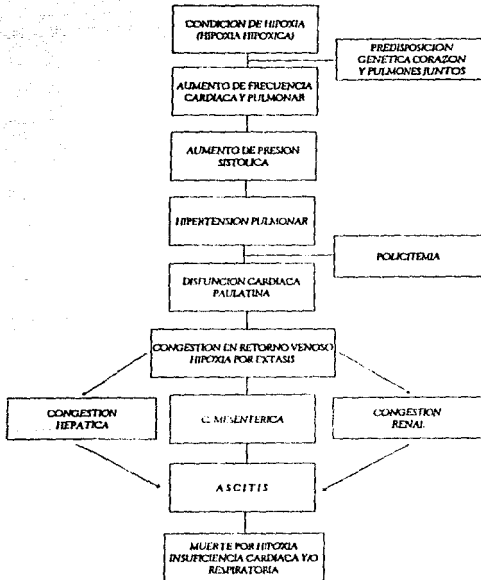 CONDICION DE HIPOXIA
(HIPOXIA HIPOXICA)
PREDISPOSICION
GENÉTICA CORAZON
Y PULMONES JUNTOS
AUMENTO DE FRECUENCIA
CARDIACA Y PULMONAR
AUMENTO DE PRESION
SISTOLICA
HIPERTENSION PULMONAR
POLICITEMIA
DISFUNCION CARDIACA
PAULATINA
CONGESTION EN RETORNO VENOSO
HIPOXIA POR EXTASIS
CONGESTION
HEPATICA
C. MESENTERICA
CONGESTION
RENAL
ASCITIS
MUERTE POR HIPOXIA
INSUFICIENCIA CARDIACA Y/O
RESPIRATORIA